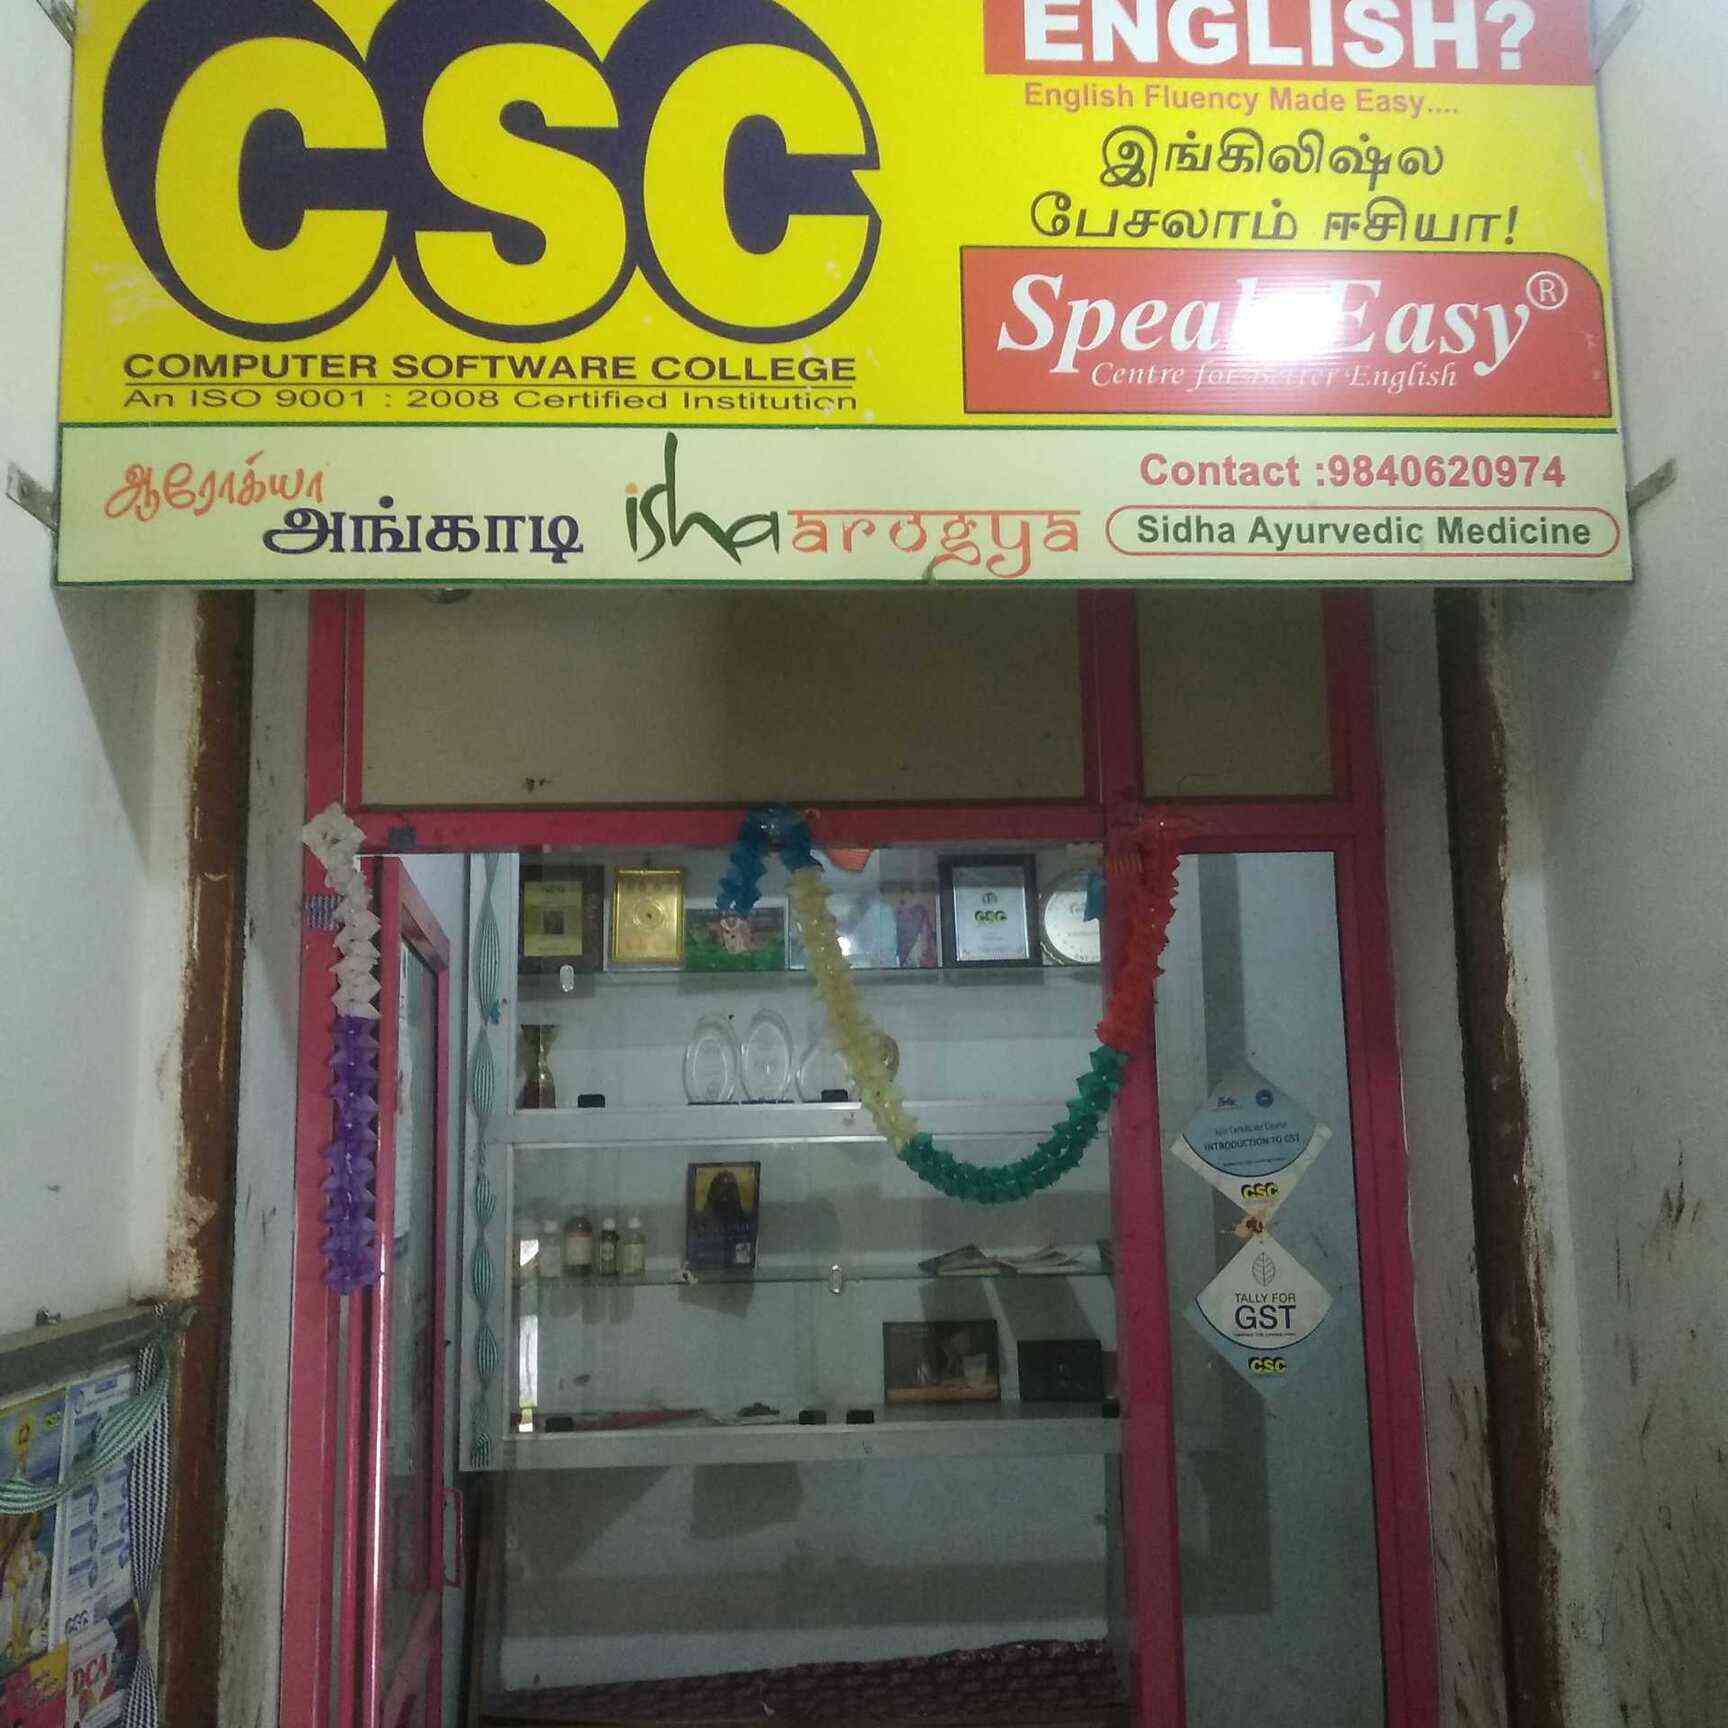 CSC
COMPUTER SOFTWARE COLLEGE
An ISO 9001 : 2008 Certified Institution
ENGLISH?
English Fluency Made Easy....
இங்கிலிஷ்ல
பேசலாம் ஈசியா!
Speak Easy®
Centre for Better English
ஆரோக்யா
அங்காடி
isha arogya
Contact :9840620974
Sidha Ayurvedic Medicine
CSC
INTRODUCTION TO GST
CSC
TALLY FOR
GST
CSC
DCA